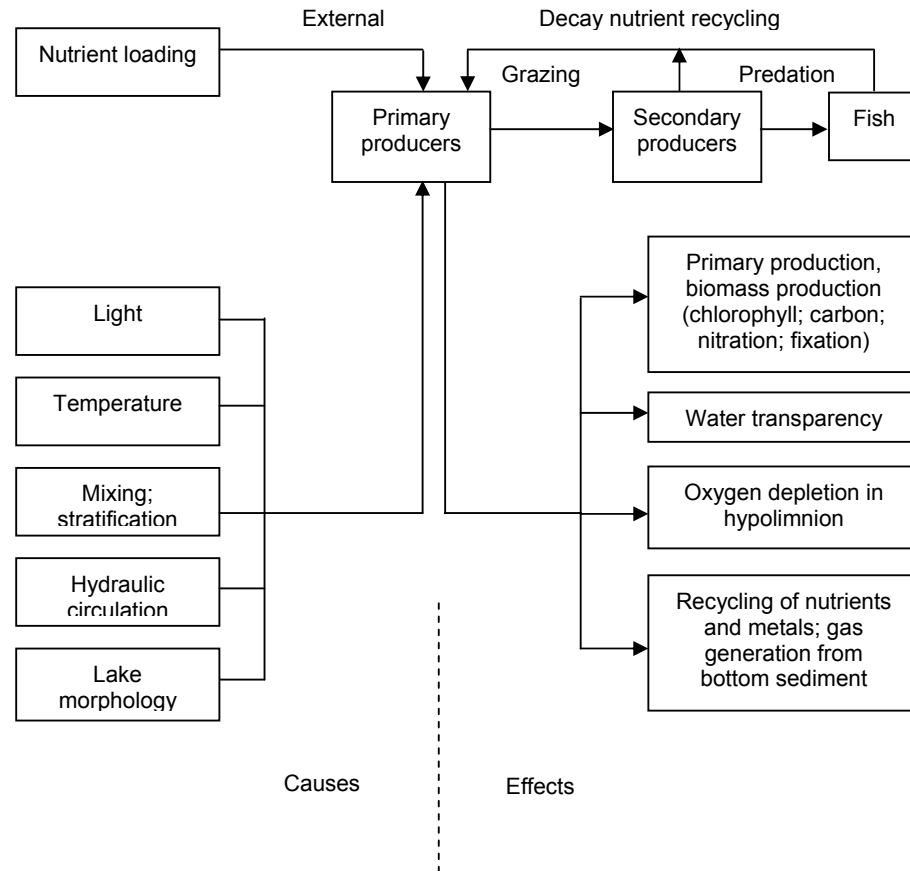 External
Decay nutrient recycling
Nutrient loading
Grazing
Predation
Primary
producers
Secondary
producers
Fish
Light
Temperature
Mixing;
stratification
Hydraulic
circulation
Lake
morphology
Primary production,
biomass production
(chlorophyll; carbon;
nitration; fixation)
Water transparency
Oxygen depletion in
hypolimnion
Recycling of nutrients
and metals; gas
generation from
bottom sediment
Causes
Effects